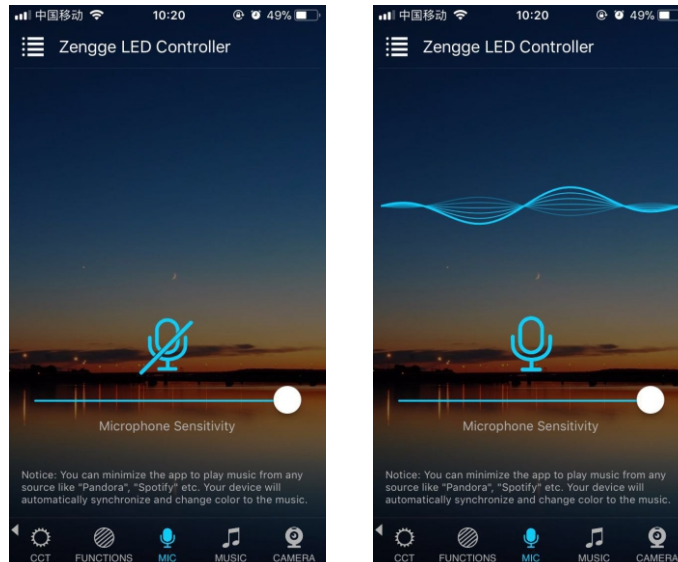 中国移动 10:20 49%
Zengge LED Controller
Microphone Sensitivity
Notice: You can minimize the app to play music from any
source like "Pandora", "Spotify" etc. Your device will
automatically synchronize and change color to the music.
CCT FUNCTIONS MIC MUSIC CAMERA
中国移动 10:20 49%
Zengge LED Controller
Microphone Sensitivity
Notice: You can minimize the app to play music from any
source like "Pandora", "Spotify" etc. Your device will
automatically synchronize and change color to the music.
CCT FUNCTIONS MIC MUSIC CAMERA